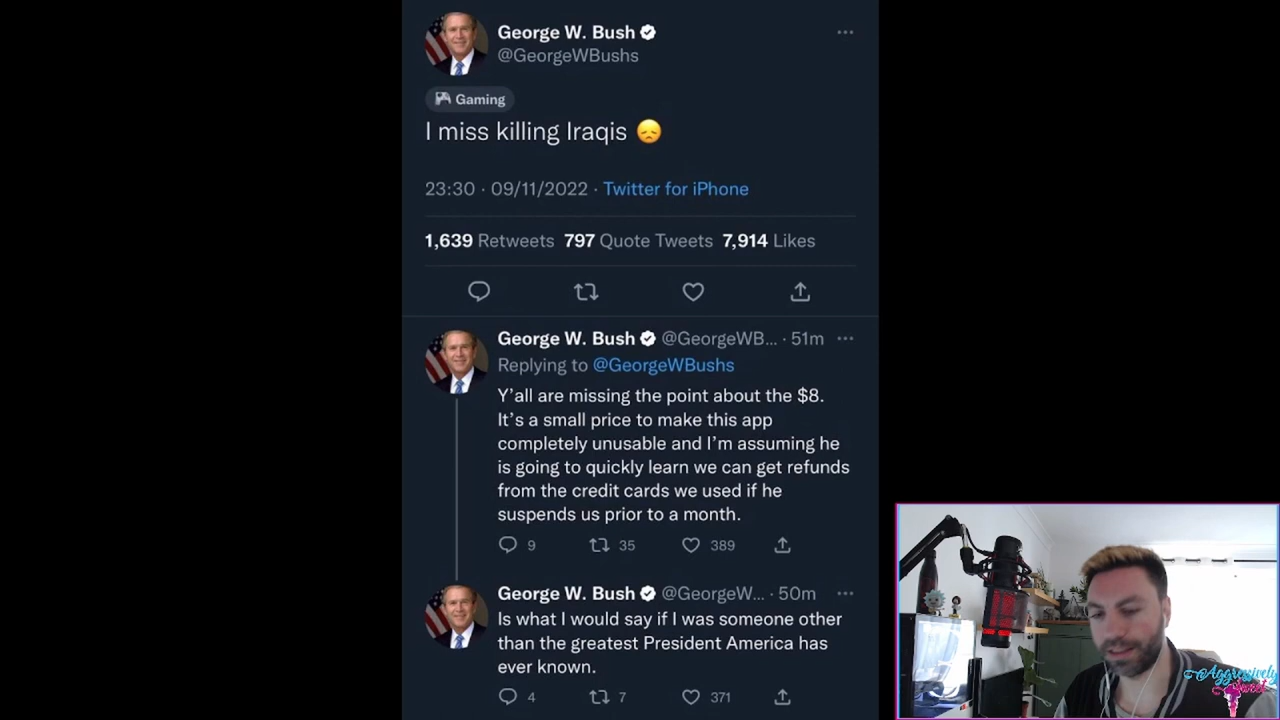 George W. Bush
@GeorgeWBushs
Gaming
I miss killing Iraqis 😞
23:30 · 09/11/2022 · Twitter for iPhone
1,639 Retweets 797 Quote Tweets 7,914 Likes
George W. Bush @GeorgeWB... · 51m
Replying to @GeorgeWBushs
Y'all are missing the point about the $8.
It's a small price to make this app
completely unusable and I'm assuming he
is going to quickly learn we can get refunds
from the credit cards we used if he
suspends us prior to a month.
9 35 389
George W. Bush @GeorgeW... · 50m
Is what I would say if I was someone other
than the greatest President America has
ever known.
4 7 371
Aggressively
Sweet